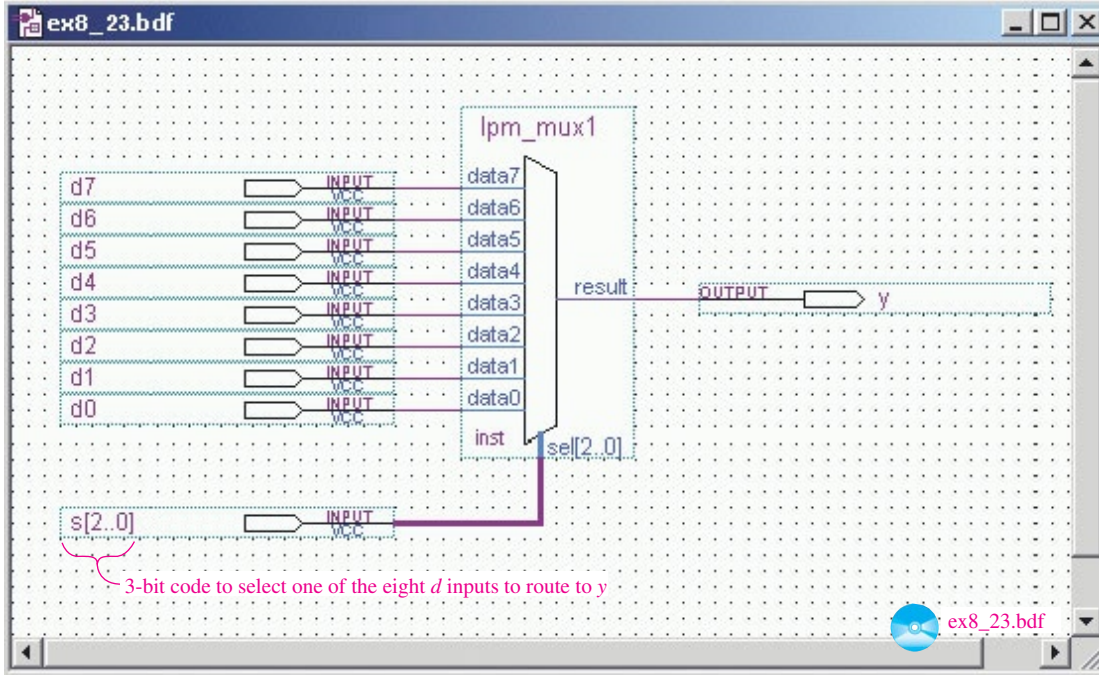 ex8_23.bdf
lpm_mux1
d7 INPUT VCC data7
d6 INPUT VCC data6
d5 INPUT VCC data5
d4 INPUT VCC data4
result OUTPUT y
d3 INPUT VCC data3
d2 INPUT VCC data2
d1 INPUT VCC data1
d0 INPUT VCC data0
inst sel[2..0]
s[2..0] INPUT VCC
3-bit code to select one of the eight d inputs to route to y
ex8_23.bdf